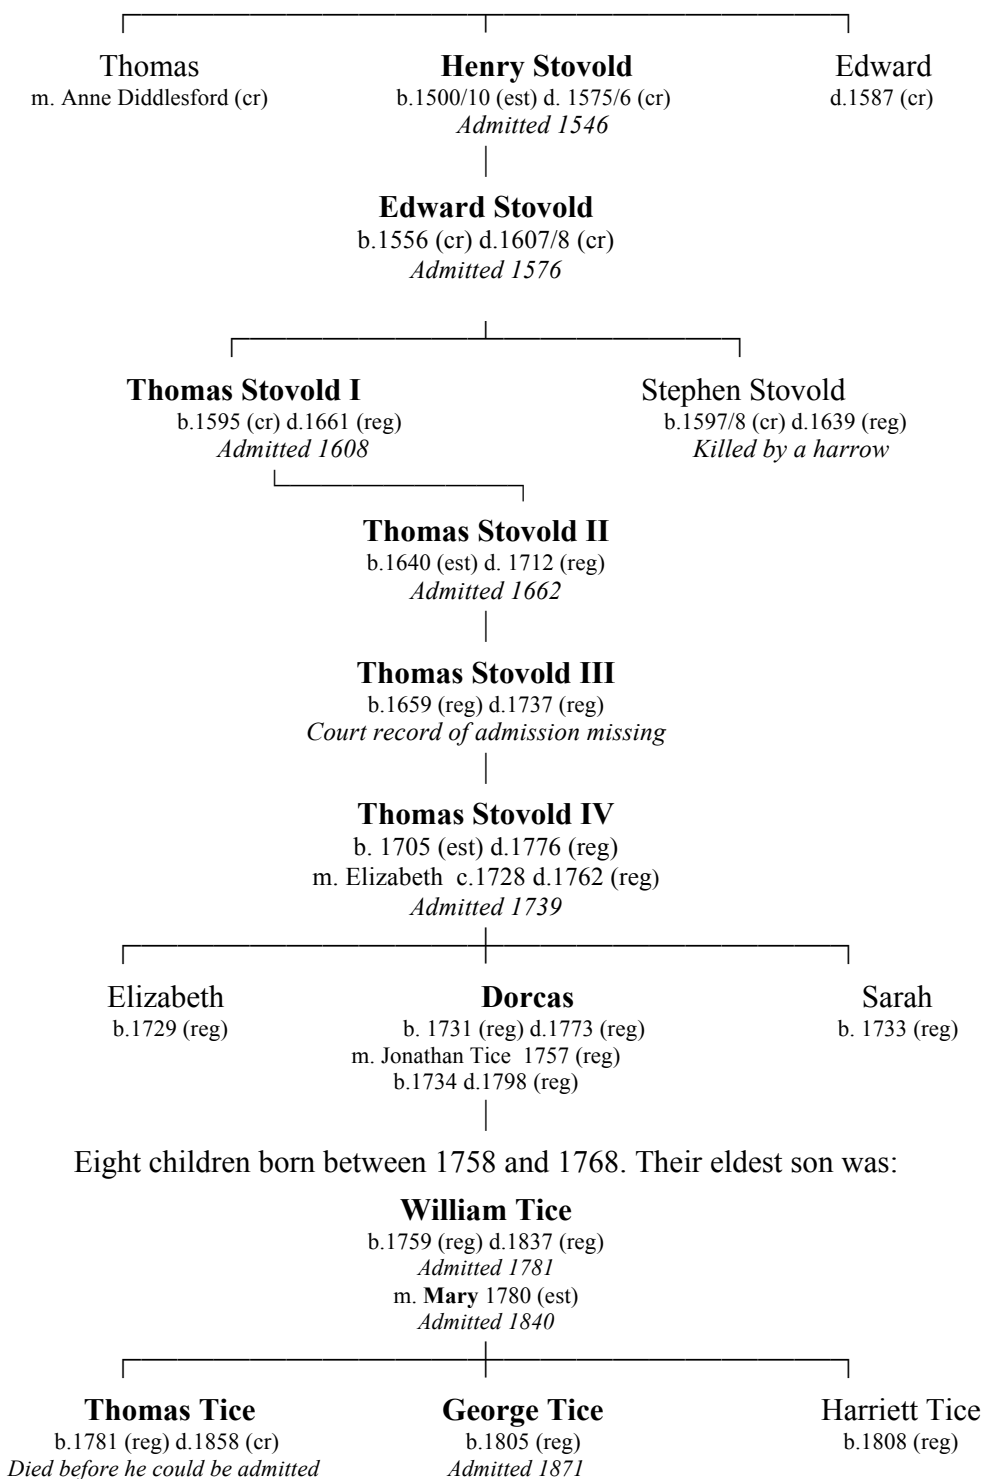 Thomas Henry Stovold Edward
m. Anne Diddlesford (cr) b.1500/10 (est) d. 1575/6 (cr) d.1587 (cr)
Admitted 1546
Edward Stovold
b.1556 (cr) d.1607/8 (cr)
Admitted 1576
Thomas Stovold I Stephen Stovold
b.1595 (cr) d.1661 (reg) b.1597/8 (cr) d.1639 (reg)
Admitted 1608 Killed by a harrow
Thomas Stovold II
b.1640 (est) d. 1712 (reg)
Admitted 1662
Thomas Stovold III
b.1659 (reg) d.1737 (reg)
Court record of admission missing
Thomas Stovold IV
b. 1705 (est) d.1776 (reg)
m. Elizabeth c.1728 d.1762 (reg)
Admitted 1739
Elizabeth Dorcas Sarah
b.1729 (reg) b. 1731 (reg) d.1773 (reg) b. 1733 (reg)
m. Jonathan Tice 1757 (reg)
b.1734 d.1798 (reg)
Eight children born between 1758 and 1768. Their eldest son was:
William Tice
b.1759 (reg) d.1837 (reg)
Admitted 1781
m. Mary 1780 (est)
Admitted 1840
Thomas Tice George Tice Harriett Tice
b.1781 (reg) d.1858 (cr) b.1805 (reg) b.1808 (reg)
Died before he could be admitted Admitted 1871